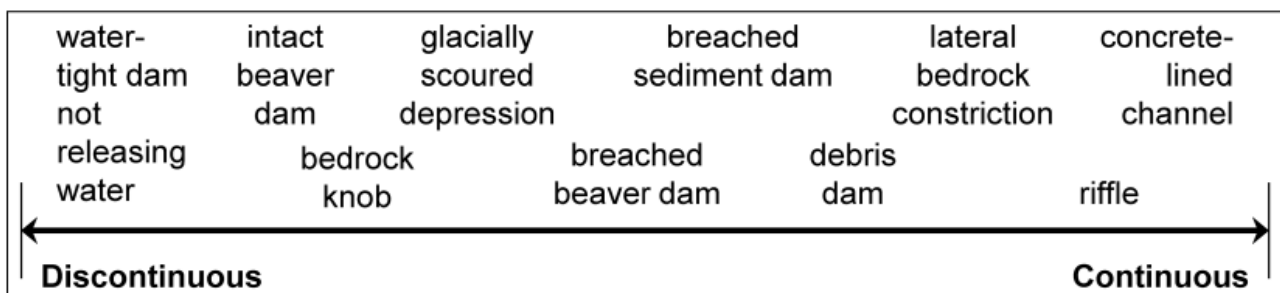 water-
tight dam
not
releasing
water
intact
beaver
dam
glacially
scoured
depression
breached
sediment dam
lateral
bedrock
constriction
concrete-
lined
channel
bedrock
knob
breached
beaver dam
debris
dam
riffle
Discontinuous
Continuous